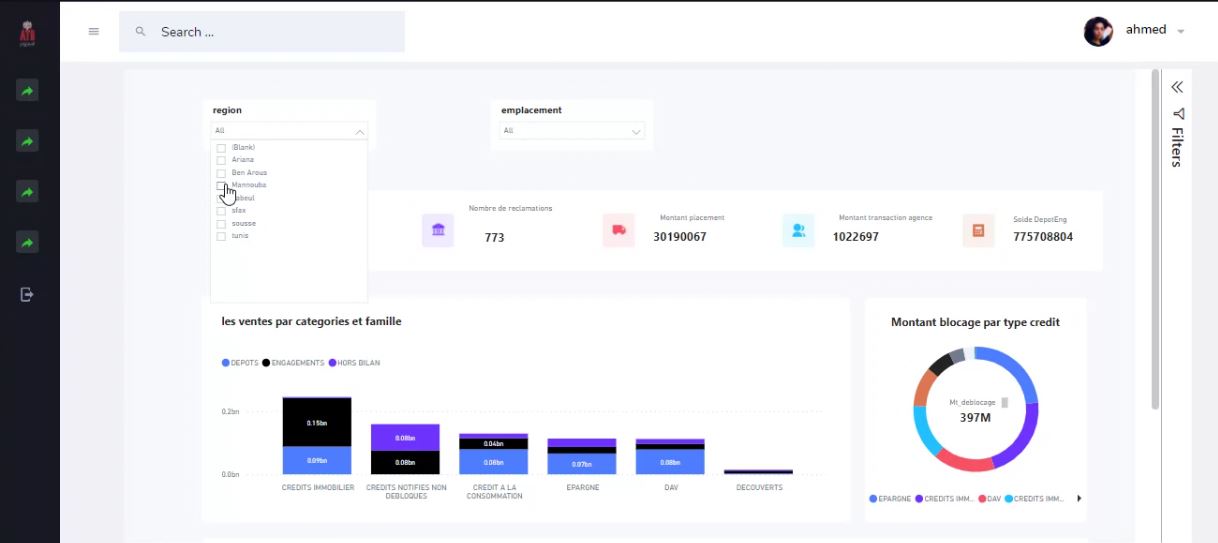 ATB
Search ...
ahmed
region
All
(Blank)
Ariana
Ben Arous
Mannouba
abeul
sfax
sousse
tunis
emplacement
All
Filters
Nombre de reclamations
773
Montant placement
30190067
Montant transaction agence
1022697
Solde DepotEng
775708804
les ventes par categories et famille
DEPOTS ENGAGEMENTS HORS BILAN
0.2bn
0.0bn
0.15bn
0.09bn
0.08bn
0.08bn
0.04bn
0.08bn
0.07bn
0.08bn
CREDITS IMMOBILIER
CREDITS NOTIFIES NON
DEBLOQUES
CREDIT A LA
CONSOMMATION
EPARGNE
DAV
DECOUVERTS
Montant blocage par type credit
Mt_deblocage
397M
EPARGNE CREDITS IMM... DAV CREDITS IMM...